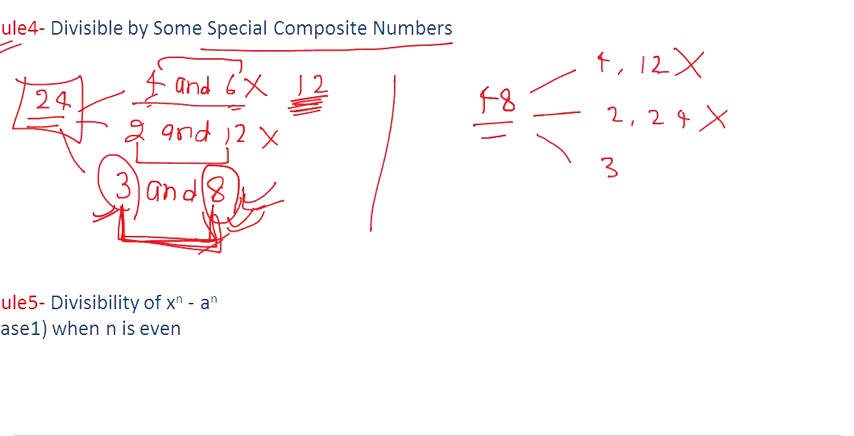 ule4- Divisible by Some Special Composite Numbers
24
4 and 6 X 12
2 and 12 X
3 and 8
48
4, 12 X
2, 24 X
3
ule5- Divisibility of xⁿ - aⁿ
ase1) when n is even